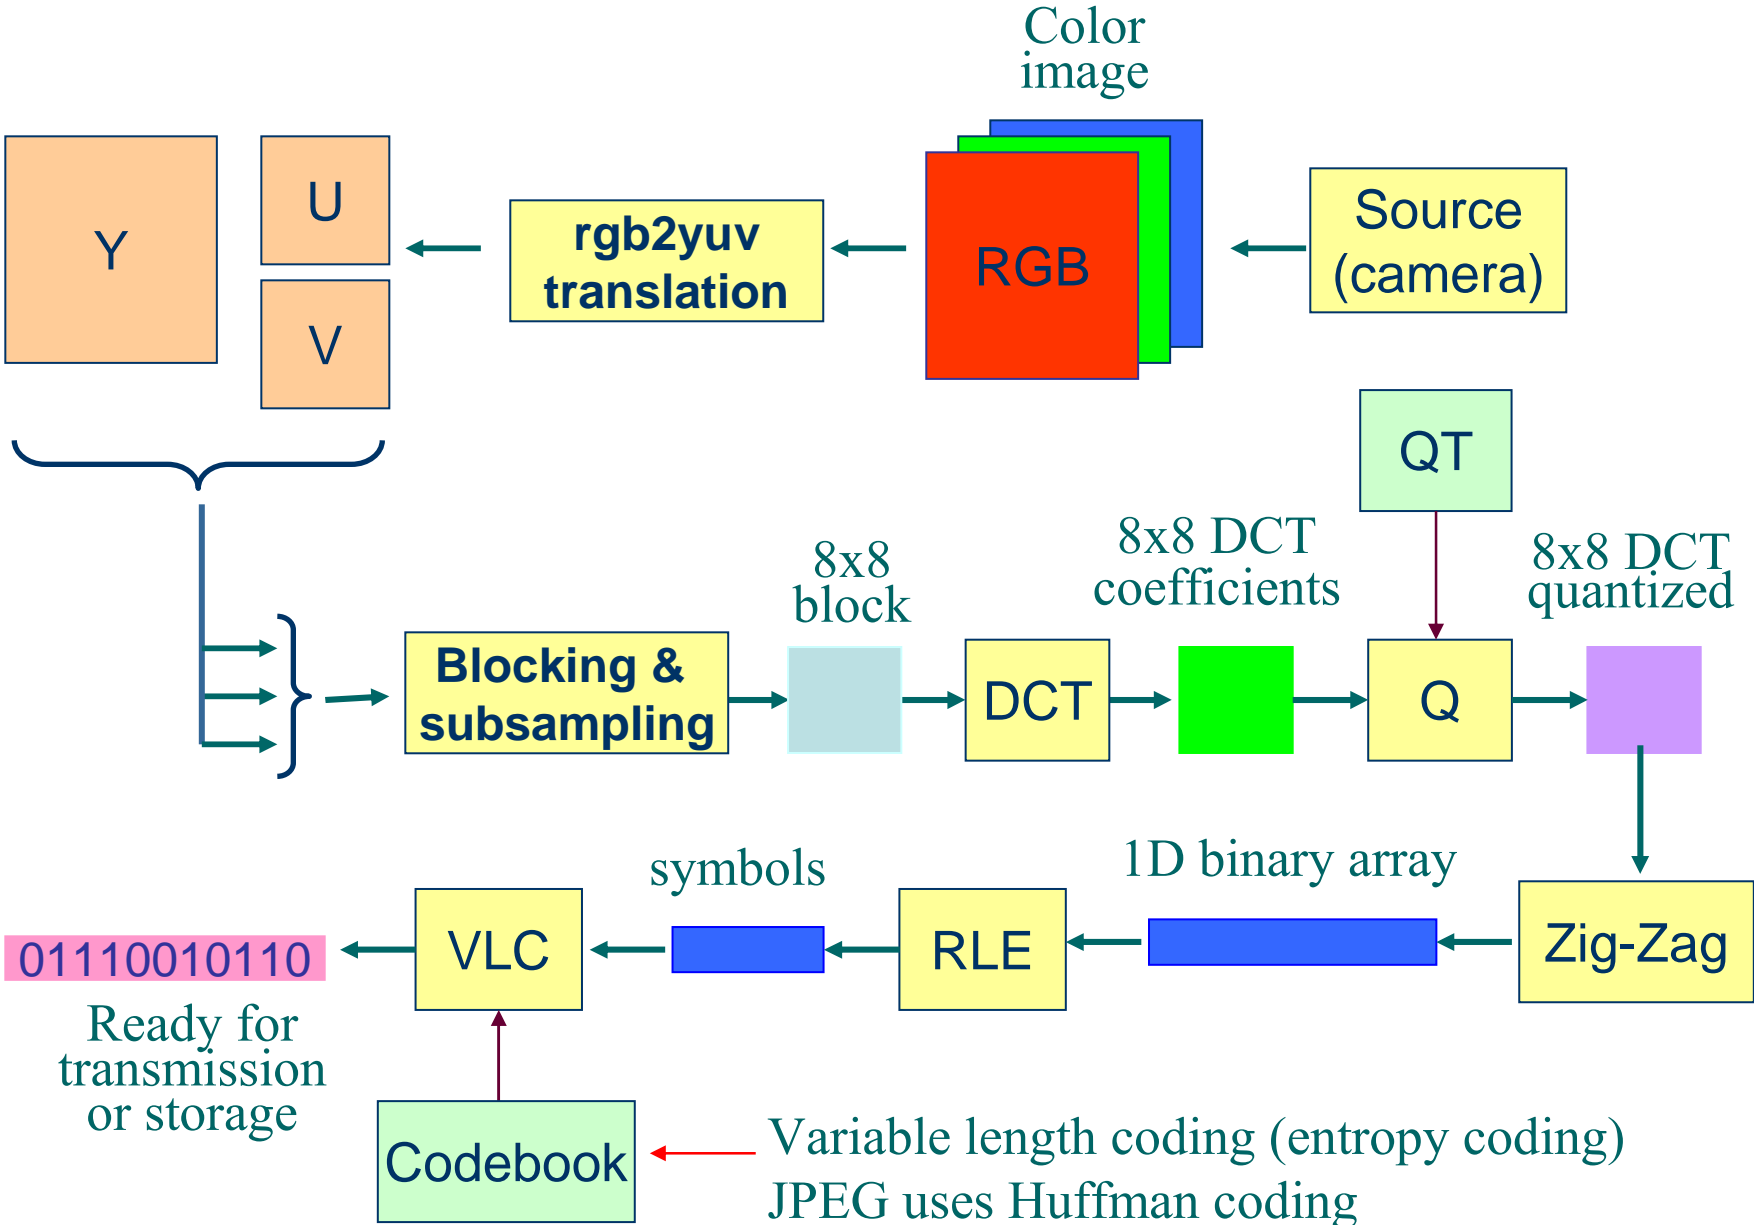 Color
image
Y
U
V
rgb2yuv
translation
RGB
Source
(camera)
QT
8x8
block
8x8 DCT
coefficients
8x8 DCT
quantized
Blocking &
subsampling
DCT
Q
symbols
1D binary array
01110010110
VLC
RLE
Zig-Zag
Ready for
transmission
or storage
Codebook
Variable length coding (entropy coding)
JPEG uses Huffman coding